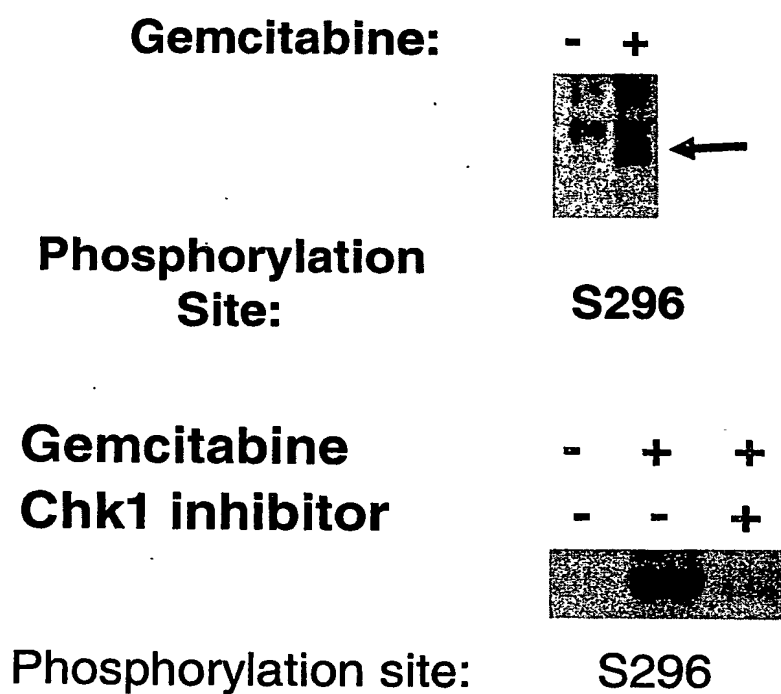 Gemcitabine: - +
Phosphorylation
Site: S296
Gemcitabine - + +
Chk1 inhibitor - - +
Phosphorylation site: S296